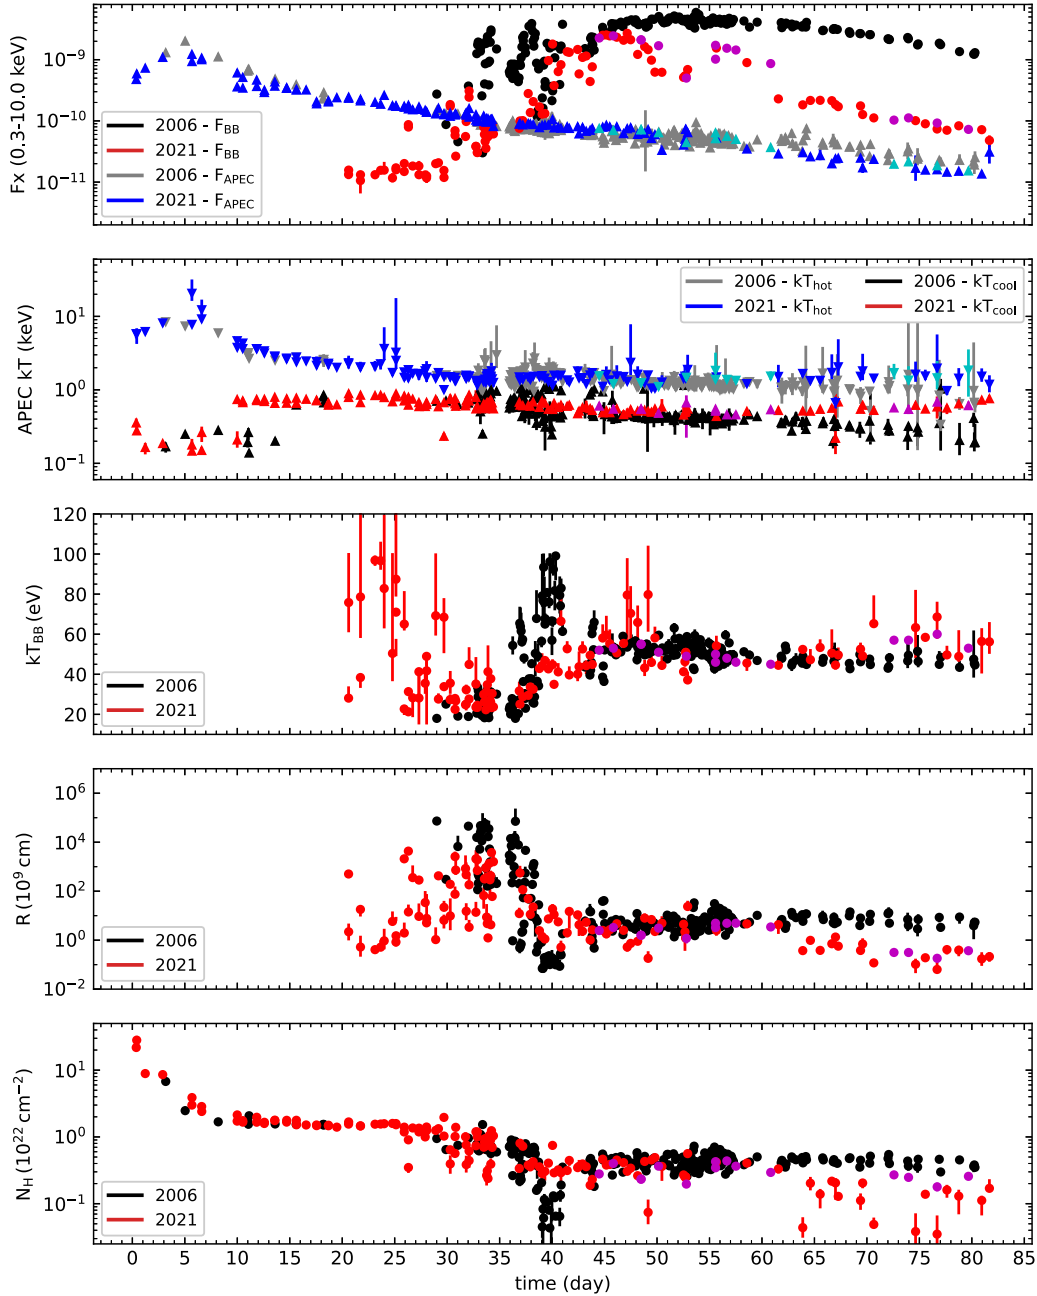 Fx (0.3-10.0 keV)
10⁻⁹
10⁻¹⁰
10⁻¹¹
2006 - F_BB
2021 - F_BB
2006 - F_APEC
2021 - F_APEC
APEC kT (keV)
10¹
10⁰
10⁻¹
2006 - kT_hot
2021 - kT_hot
2006 - kT_cool
2021 - kT_cool
kT_BB (eV)
120
100
80
60
40
20
2006
2021
R (10⁹ cm)
10⁶
10⁴
10²
10⁰
10⁻²
2006
2021
N_H (10²² cm⁻²)
10¹
10⁰
10⁻¹
2006
2021
0 5 10 15 20 25 30 35 40 45 50 55 60 65 70 75 80 85
time (day)